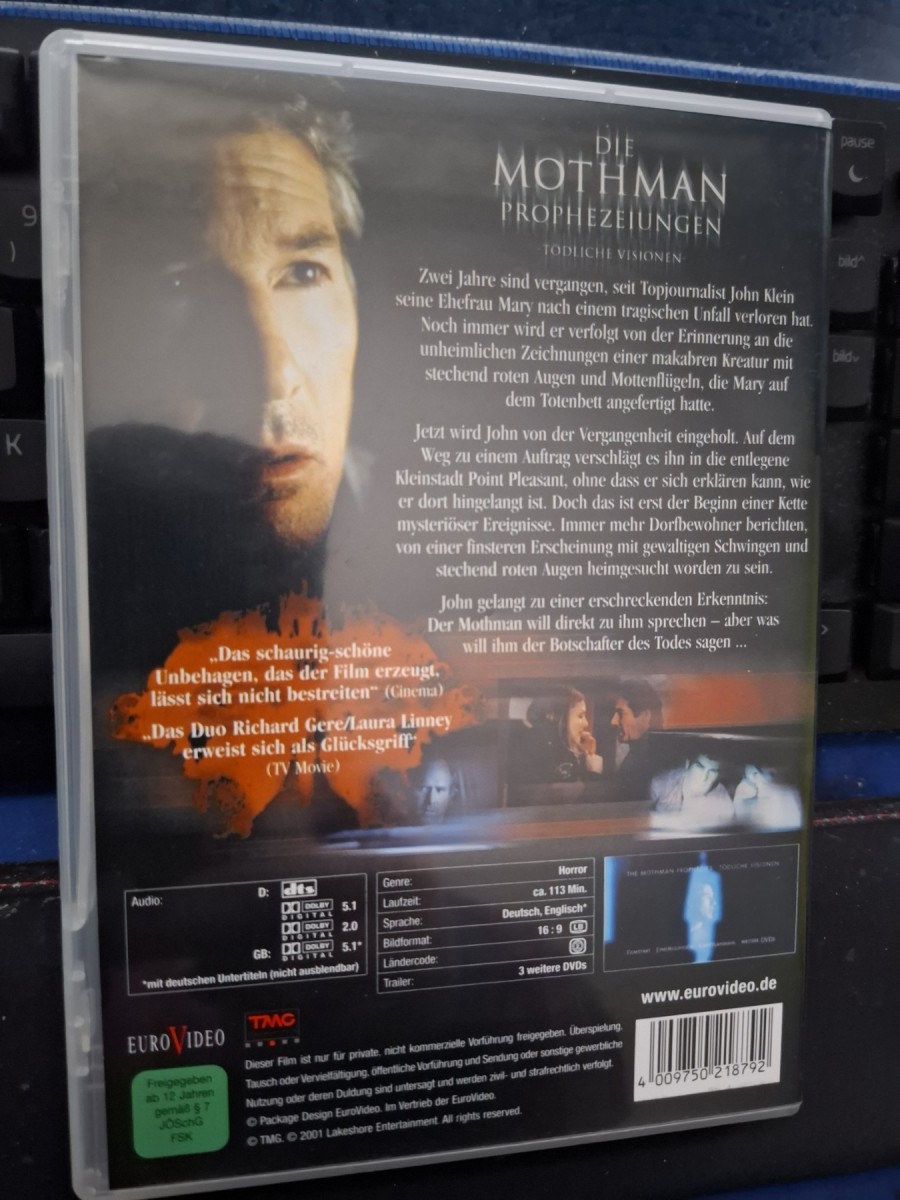 DIE
MOTHMAN
PROPHEZEIUNGEN
-TÖDLICHE VISIONEN-
Zwei Jahre sind vergangen, seit Topjournalist John Klein
seine Ehefrau Mary nach einem tragischen Unfall verloren hat.
Noch immer wird er verfolgt von der Erinnerung an die
unheimlichen Zeichnungen einer makabren Kreatur mit
stechend roten Augen und Mottenflügeln, die Mary auf
dem Totenbett angefertigt hatte.
Jetzt wird John von der Vergangenheit eingeholt. Auf dem
Weg zu einem Auftrag verschlägt es ihn in die entlegene
Kleinstadt Point Pleasant, ohne dass er sich erklären kann, wie
er dort hingelangt ist. Doch das ist erst der Beginn einer Kette
mysteriöser Ereignisse. Immer mehr Dorfbewohner berichten,
von einer finsteren Erscheinung mit gewaltigen Schwingen und
stechend roten Augen heimgesucht worden zu sein.
John gelangt zu einer erschreckenden Erkenntnis:
Der Mothman will direkt zu ihm sprechen – aber was
will ihm der Botschafter des Todes sagen ...
„Das schaurig-schöne
Unbehagen, das der Film erzeugt,
lässt sich nicht bestreiten“ (Cinema)
„Das Duo Richard Gere/Laura Linney
erweist sich als Glücksgriff“
(TV Movie)
Audio: D: dts
DOLBY DIGITAL 5.1
DOLBY DIGITAL 2.0
GB: DOLBY DIGITAL 5.1*
*mit deutschen Untertiteln (nicht ausblendbar)
Genre: Horror
Laufzeit: ca. 113 Min.
Sprache: Deutsch, Englisch*
Bildformat: 16:9 LB
Ländercode:
Trailer: 3 weitere DVDs
THE MOTHMAN TÖDLICHE VISIONEN
www.eurovideo.de
4 009750 218792
EUROVIDEO
TMG
Dieser Film ist nur für private, nicht kommerzielle Vorführung freigegeben. Überspielung,
Tausch oder Vervielfältigung, öffentliche Vorführung und Sendung oder sonstige gewerbliche
Nutzung oder deren Duldung sind untersagt und werden zivil- und strafrechtlich verfolgt.
© Package Design EuroVideo. Im Vertrieb der EuroVideo.
© TMG. © 2001 Lakeshore Entertainment. All rights reserved.
Freigegeben
ab 12 Jahren
gemäß § 7
JÖSchG
FSK
9
)
K
pause
bild^
bild